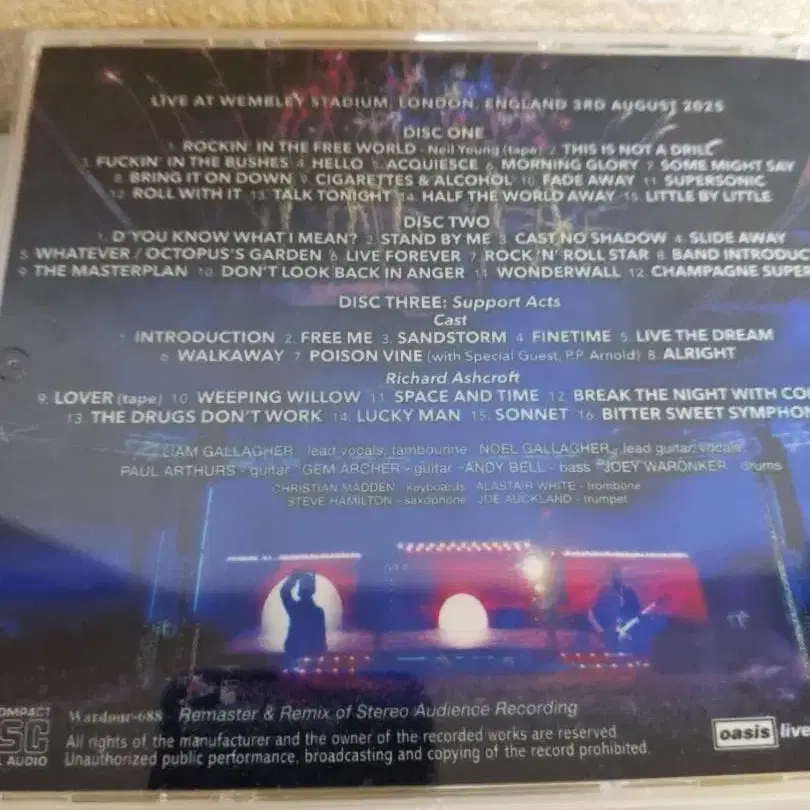 LIVE AT WEMBLEY STADIUM, LONDON, ENGLAND 3RD AUGUST 2025
DISC ONE
1. ROCKIN' IN THE FREE WORLD - Neil Young (tape) 2. THIS IS NOT A DRILL
3. FUCKIN' IN THE BUSHES 4. HELLO 5. ACQUIESCE 6. MORNING GLORY 7. SOME MIGHT SAY
8. BRING IT ON DOWN 9. CIGARETTES & ALCOHOL 10. FADE AWAY 11. SUPERSONIC
12. ROLL WITH IT 13. TALK TONIGHT 14. HALF THE WORLD AWAY 15. LITTLE BY LITTLE
DISC TWO
1. D'YOU KNOW WHAT I MEAN? 2. STAND BY ME 3. CAST NO SHADOW 4. SLIDE AWAY
5. WHATEVER / OCTOPUS'S GARDEN 6. LIVE FOREVER 7. ROCK 'N' ROLL STAR 8. BAND INTRODUC
9. THE MASTERPLAN 10. DON'T LOOK BACK IN ANGER 11. WONDERWALL 12. CHAMPAGNE SUPER
DISC THREE: Support Acts
Cast
1. INTRODUCTION 2. FREE ME 3. SANDSTORM 4. FINETIME 5. LIVE THE DREAM
6. WALKAWAY 7. POISON VINE (with Special Guest, P.P. Arnold) 8. ALRIGHT
Richard Ashcroft
9. LOVER (tape) 10. WEEPING WILLOW 11. SPACE AND TIME 12. BREAK THE NIGHT WITH CO
13. THE DRUGS DON'T WORK 14. LUCKY MAN 15. SONNET 16. BITTER SWEET SYMPHO
LIAM GALLAGHER - lead vocals, tambourine NOEL GALLAGHER - lead guitar, vocals
PAUL ARTHURS - guitar GEM ARCHER - guitar ANDY BELL - bass JOEY WARONKER - drums
CHRISTIAN MADDEN - keyboards ALASTAIR WHITE - trombone
STEVE HAMILTON - saxophone JOE AUCKLAND - trumpet
OMPACT
SC
L AUDIO
Wardour-688 Remaster & Remix of Stereo Audience Recording
All rights of the manufacturer and the owner of the recorded works are reserved
Unauthorized public performance, broadcasting and copying of the record prohibited.
oasis live